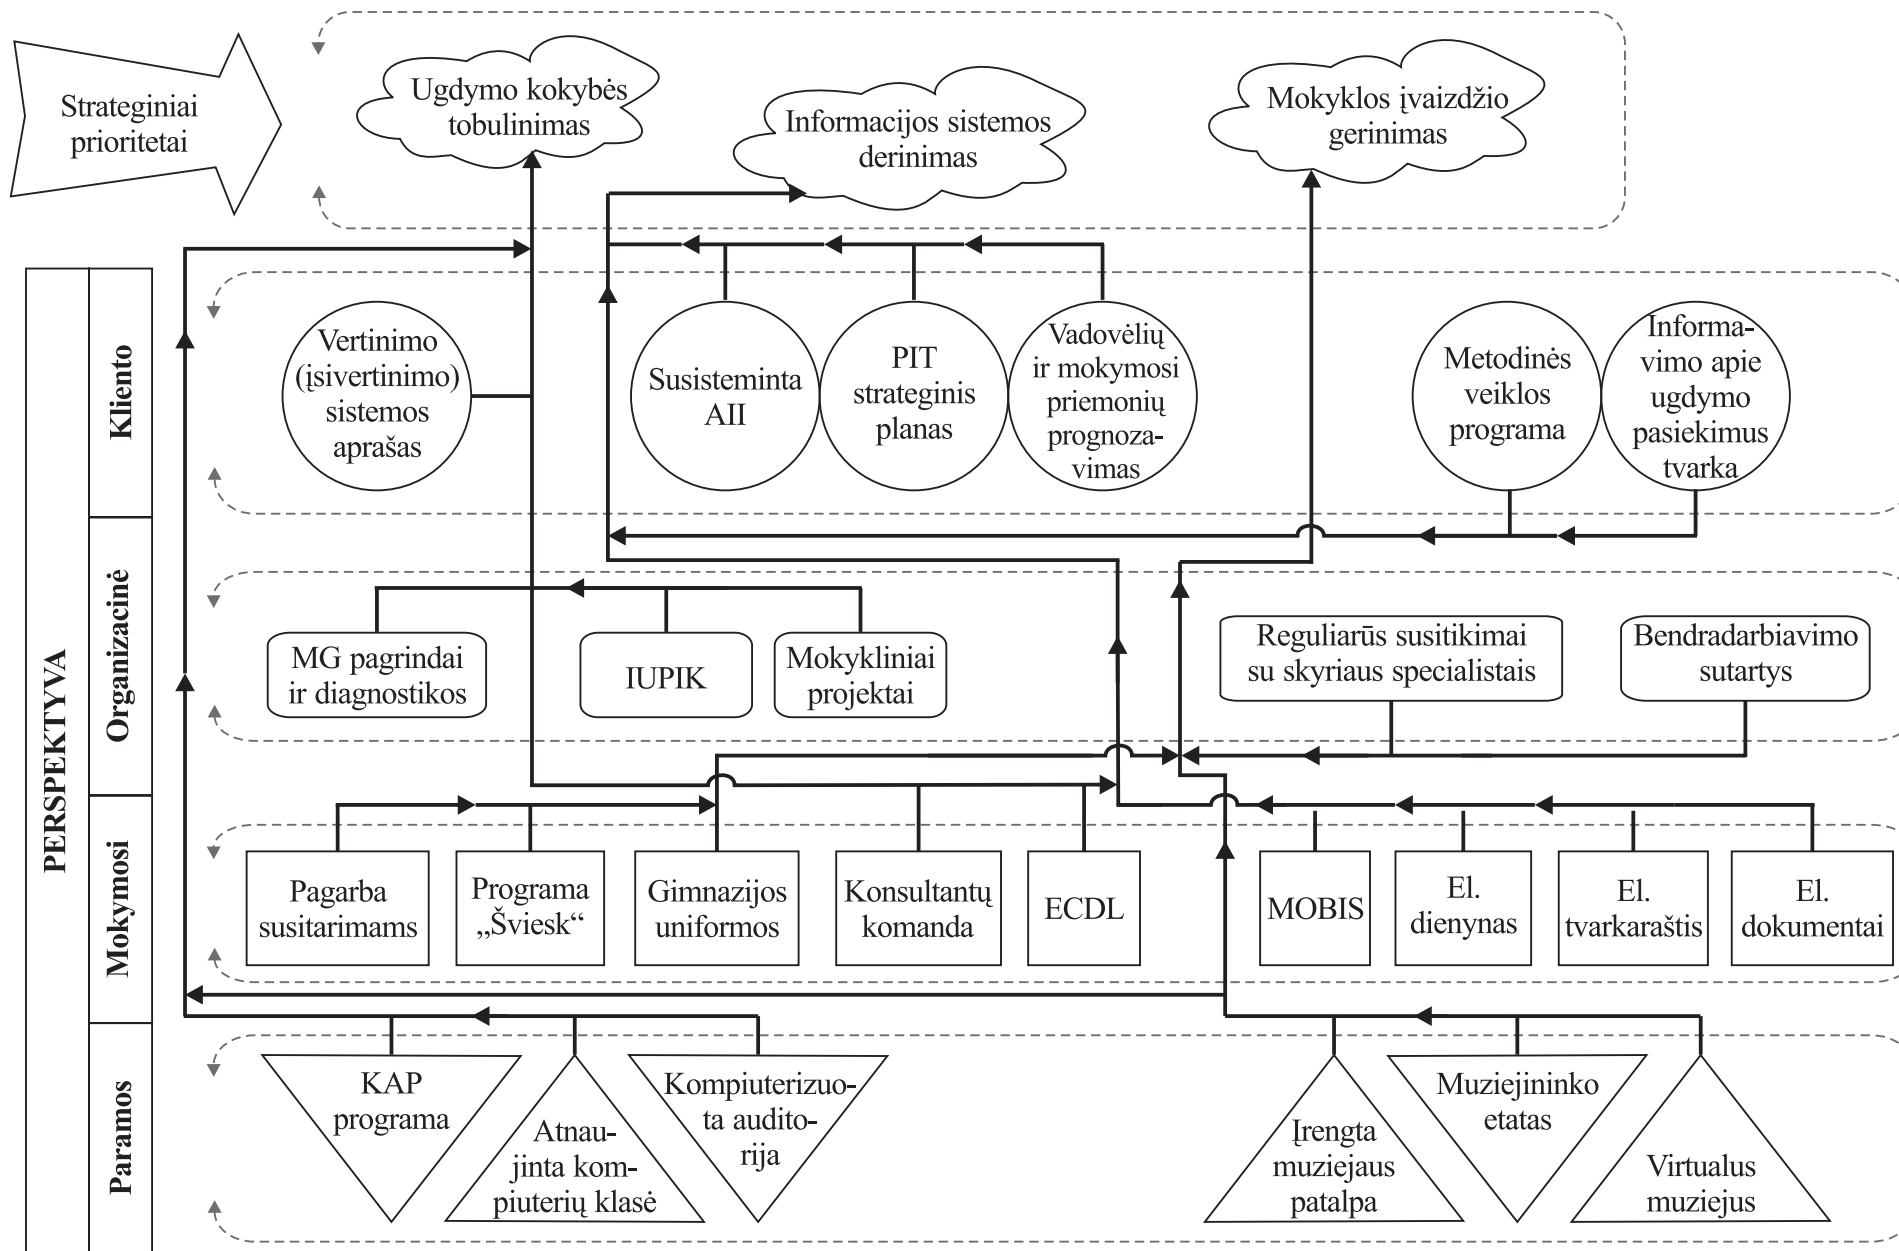 Strateginiai
prioritetai
Ugdymo kokybės
tobulinimas
Informacijos sistemos
derinimas
Mokyklos įvaizdžio
gerinimas
PERSPEKTYVA
Kliento
Vertinimo
(įsivertinimo)
sistemos
aprašas
Susisteminta
AII
PIT
strateginis
planas
Vadovėlių
ir mokymosi
priemonių
prognoza-
vimas
Metodinės
veiklos
programa
Informa-
vimo apie
ugdymo
pasiekimus
tvarka
Organizacinė
MG pagrindai
ir diagnostikos
IUPIK
Mokykliniai
projektai
Reguliarūs susitikimai
su skyriaus specialistais
Bendradarbiavimo
sutartys
Mokymosi
Pagarba
susitarimams
Programa
„Šviesk“
Gimnazijos
uniformos
Konsultantų
komanda
ECDL
MOBIS
El.
dienynas
El.
tvarkaraštis
El.
dokumentai
Paramos
KAP
programa
Atnau-
jinta kom-
piuterių klasė
Kompiuterizuo-
ta audito-
rija
Įrengta
muziejaus
patalpa
Muziejininko
etatas
Virtualus
muziejus